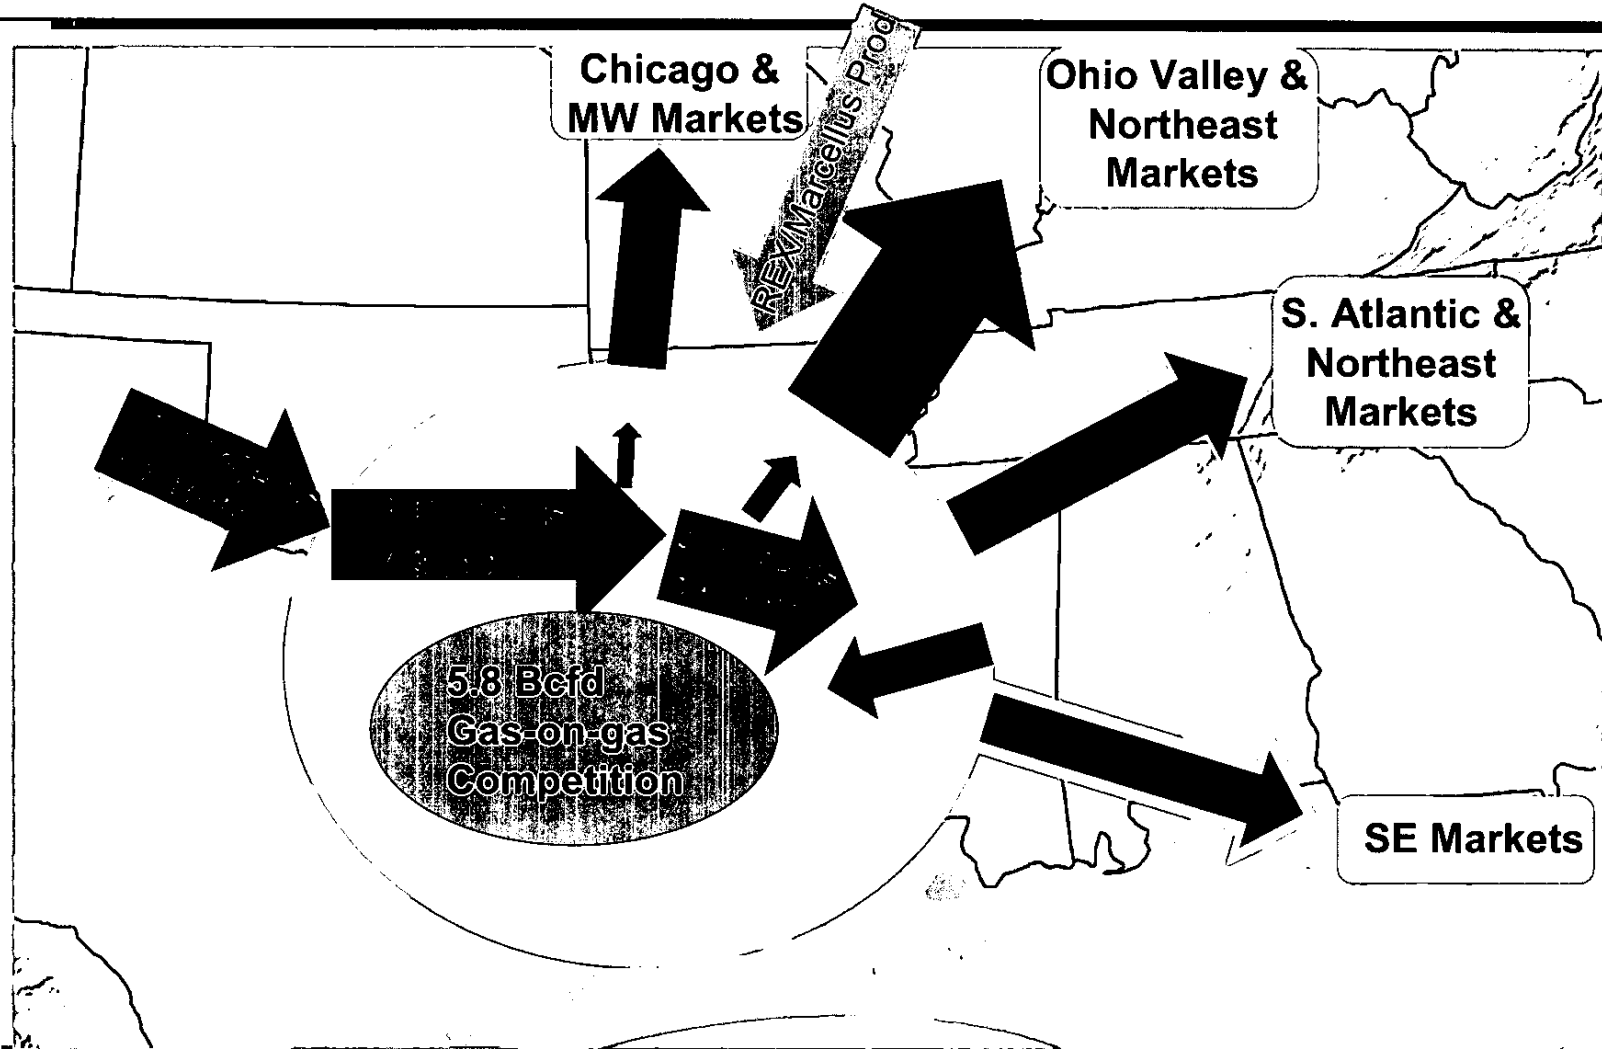 Chicago &
MW Markets
REX/Marcellus Prod
Ohio Valley &
Northeast
Markets
S. Atlantic &
Northeast
Markets
5.8 Bcfd
Gas-on-gas
Competition
SE Markets